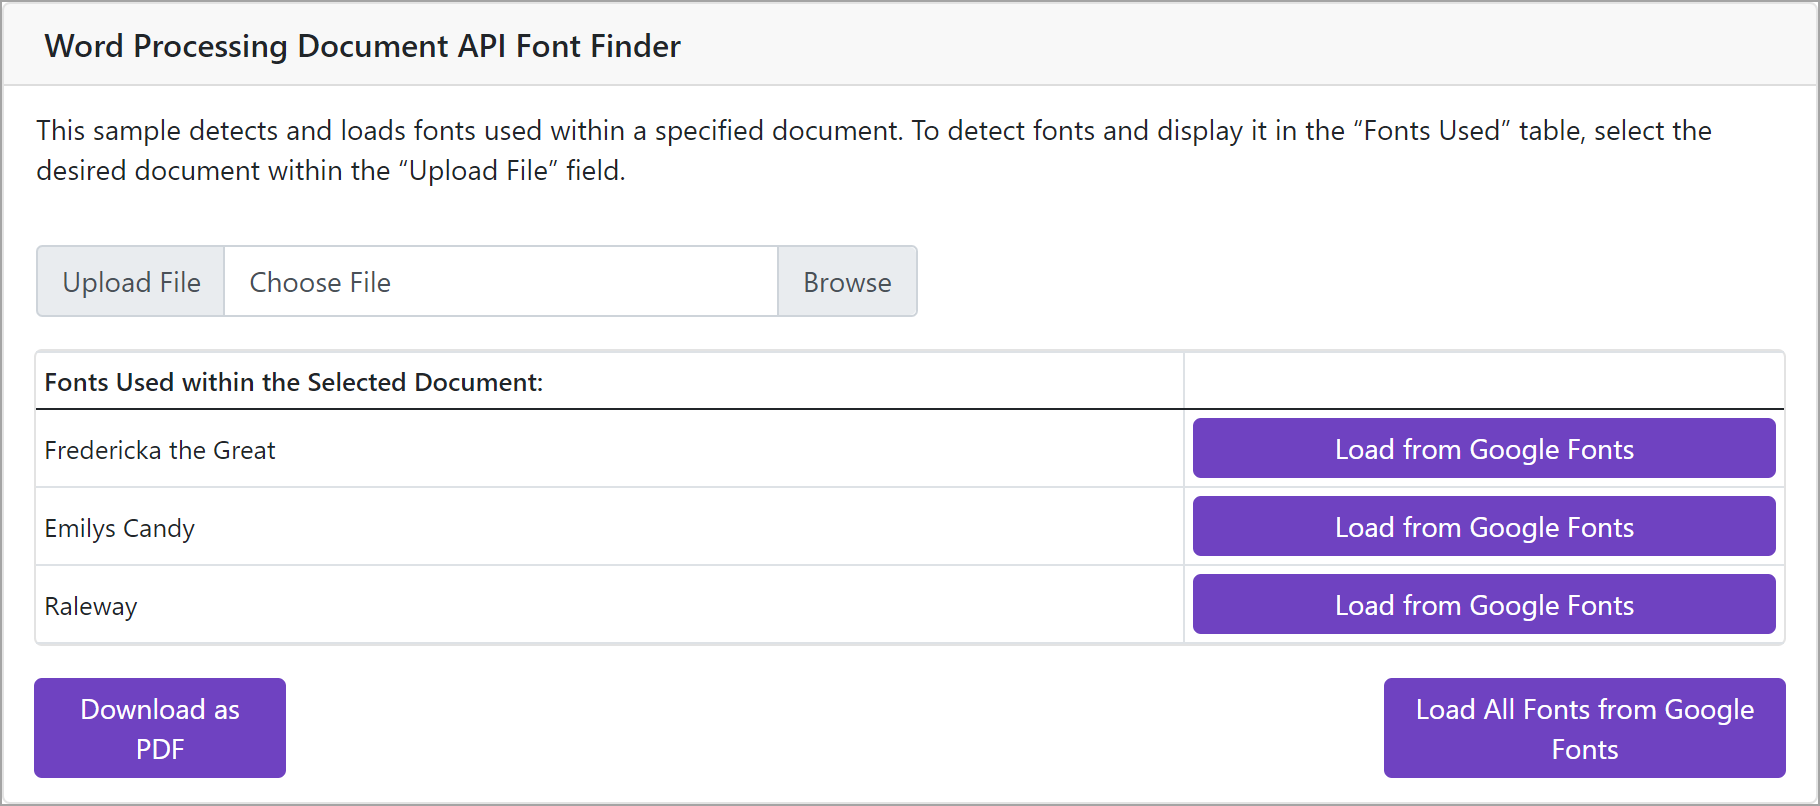 Word Processing Document API Font Finder
This sample detects and loads fonts used within a specified document. To detect fonts and display it in the “Fonts Used” table, select the
desired document within the “Upload File” field.
Upload File Choose File Browse
Fonts Used within the Selected Document:
Fredericka the Great Load from Google Fonts
Emilys Candy Load from Google Fonts
Raleway Load from Google Fonts
Download as
PDF
Load All Fonts from Google
Fonts